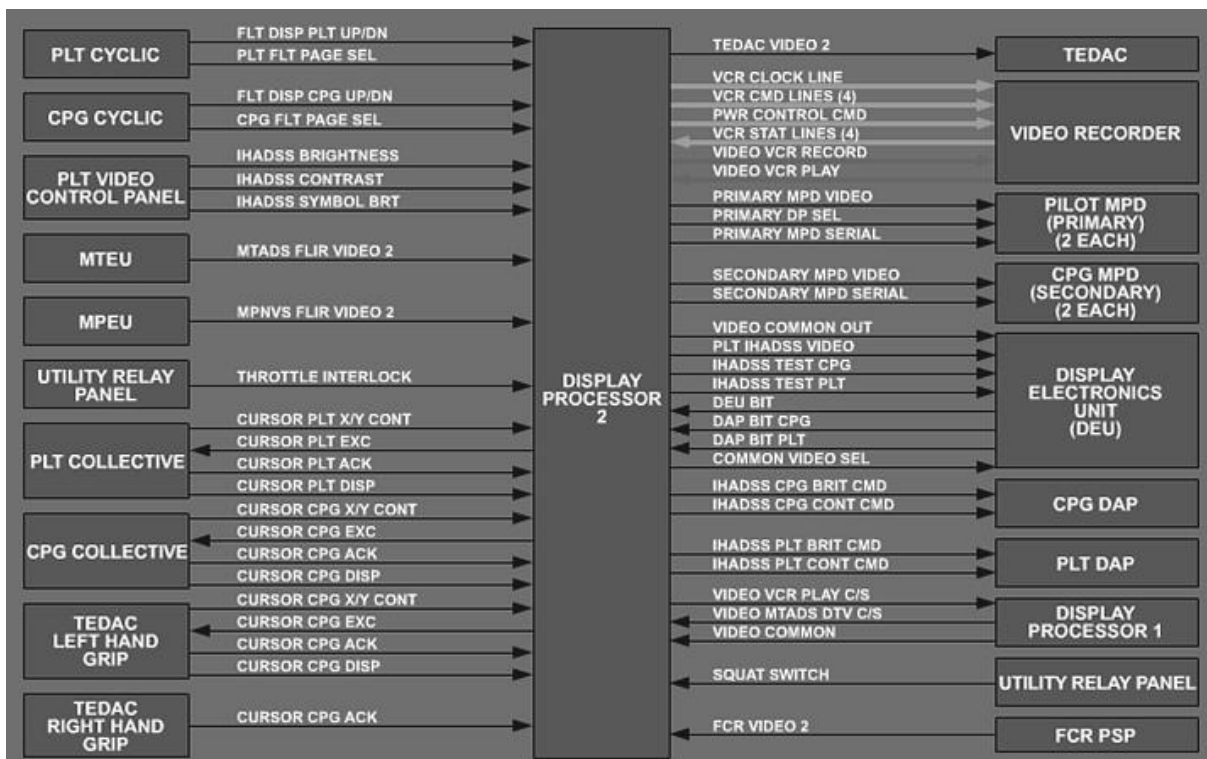 PLT CYCLIC
FLT DISP PLT UP/DN
PLT FLT PAGE SEL
CPG CYCLIC
FLT DISP CPG UP/DN
CPG FLT PAGE SEL
PLT VIDEO
CONTROL PANEL
IHADSS BRIGHTNESS
IHADSS CONTRAST
IHADSS SYMBOL BRT
MTEU
MTADS FLIR VIDEO 2
MPEU
MPNVS FLIR VIDEO 2
UTILITY RELAY
PANEL
THROTTLE INTERLOCK
PLT COLLECTIVE
CURSOR PLT X/Y CONT
CURSOR PLT EXC
CURSOR PLT ACK
CURSOR PLT DISP
CPG COLLECTIVE
CURSOR CPG X/Y CONT
CURSOR CPG EXC
CURSOR CPG ACK
CURSOR CPG DISP
TEDAC
LEFT HAND
GRIP
CURSOR CPG X/Y CONT
CURSOR CPG EXC
CURSOR CPG ACK
CURSOR CPG DISP
TEDAC
RIGHT HAND
GRIP
CURSOR CPG ACK
DISPLAY
PROCESSOR
2
TEDAC VIDEO 2
TEDAC
VCR CLOCK LINE
VCR CMD LINES (4)
PWR CONTROL CMD
VCR STAT LINES (4)
VIDEO VCR RECORD
VIDEO VCR PLAY
VIDEO RECORDER
PRIMARY MPD VIDEO
PRIMARY DP SEL
PRIMARY MPD SERIAL
PILOT MPD
(PRIMARY)
(2 EACH)
SECONDARY MPD VIDEO
SECONDARY MPD SERIAL
CPG MPD
(SECONDARY)
(2 EACH)
VIDEO COMMON OUT
PLT IHADSS VIDEO
IHADSS TEST CPG
IHADSS TEST PLT
DEU BIT
DAP BIT CPG
DAP BIT PLT
COMMON VIDEO SEL
DISPLAY
ELECTRONICS
UNIT
(DEU)
IHADSS CPG BRIT CMD
IHADSS CPG CONT CMD
CPG DAP
IHADSS PLT BRIT CMD
IHADSS PLT CONT CMD
PLT DAP
VIDEO VCR PLAY C/S
VIDEO MTADS DTV C/S
VIDEO COMMON
DISPLAY
PROCESSOR 1
SQUAT SWITCH
UTILITY RELAY PANEL
FCR VIDEO 2
FCR PSP